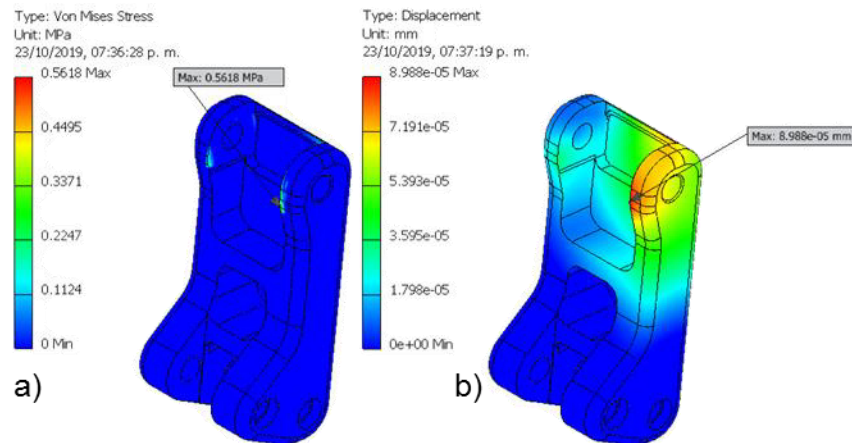 Type: Von Mises Stress
Unit: MPa
23/10/2019, 07:36:28 p. m.
0.5618 Max
Max: 0.5618 MPa
0.4495
0.3371
0.2247
0.1124
0 Min
a)
Type: Displacement
Unit: mm
23/10/2019, 07:37:19 p. m.
8.988e-05 Max
7.191e-05
Max: 8.988e-05 mm
5.393e-05
3.595e-05
1.798e-05
0e+00 Min
b)